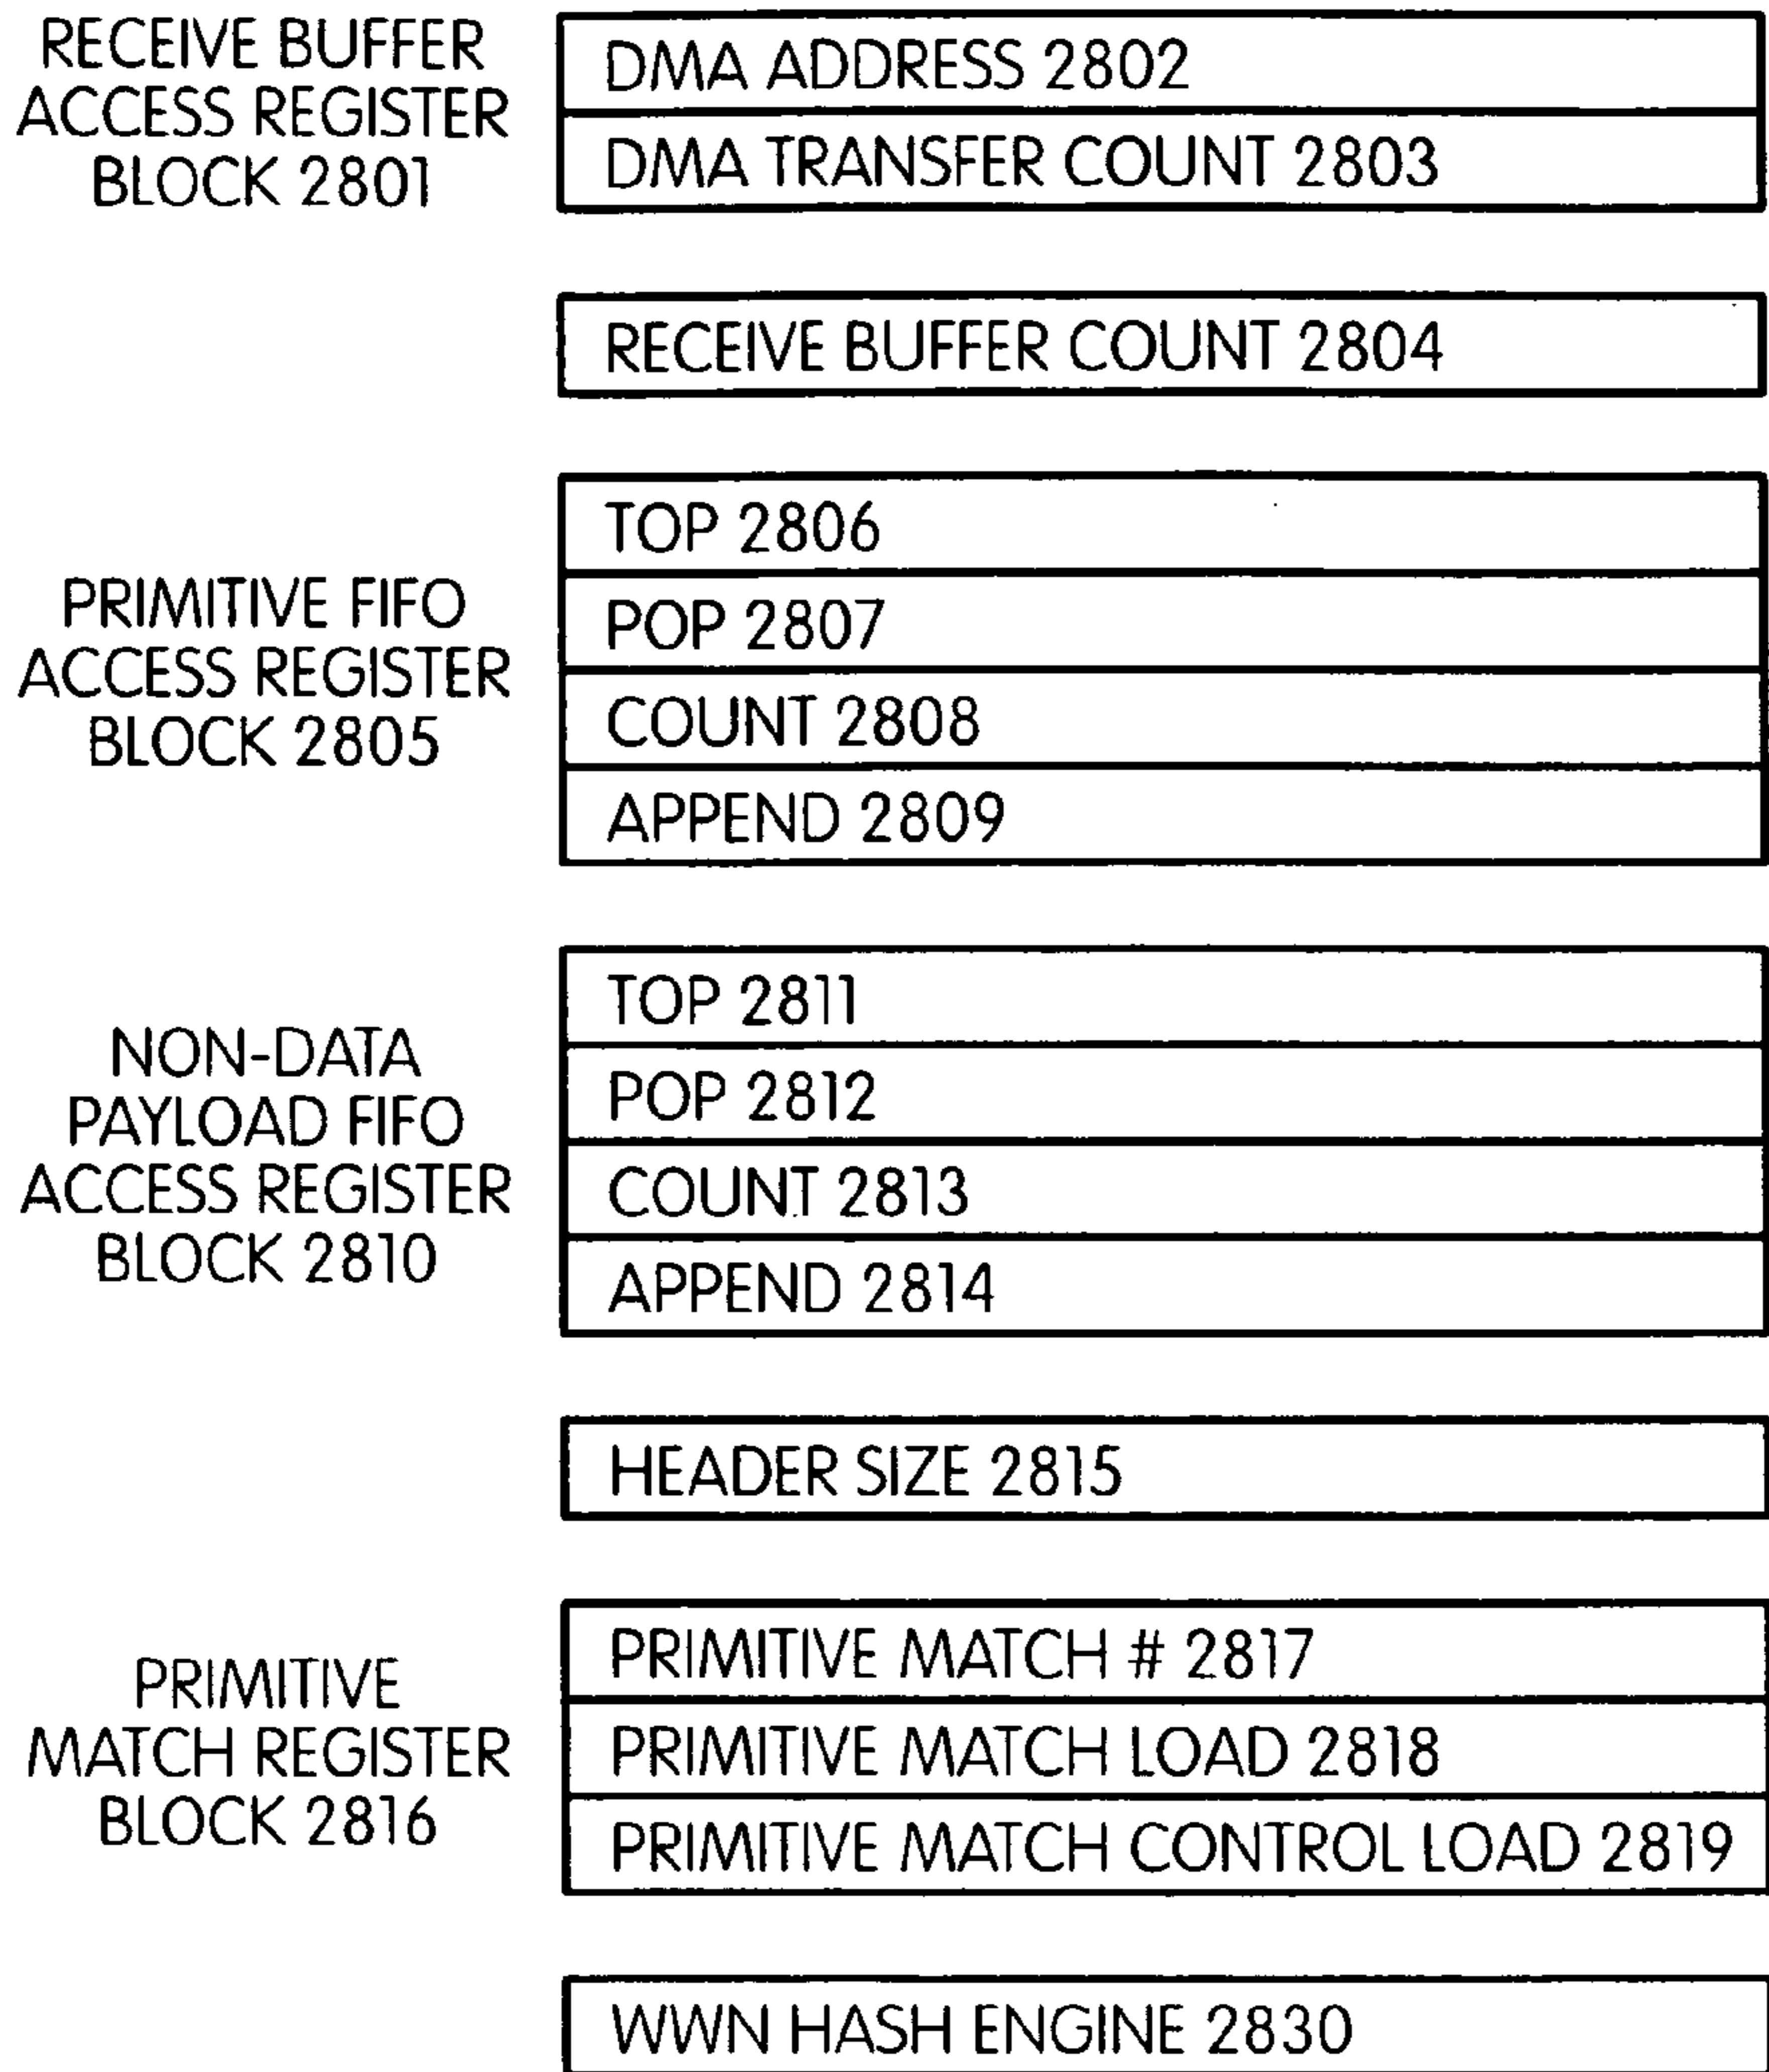 RECEIVE BUFFER
ACCESS REGISTER
BLOCK 2801
DMA ADDRESS 2802
DMA TRANSFER COUNT 2803
RECEIVE BUFFER COUNT 2804
PRIMITIVE FIFO
ACCESS REGISTER
BLOCK 2805
TOP 2806
POP 2807
COUNT 2808
APPEND 2809
NON-DATA
PAYLOAD FIFO
ACCESS REGISTER
BLOCK 2810
TOP 2811
POP 2812
COUNT 2813
APPEND 2814
HEADER SIZE 2815
PRIMITIVE
MATCH REGISTER
BLOCK 2816
PRIMITIVE MATCH # 2817
PRIMITIVE MATCH LOAD 2818
PRIMITIVE MATCH CONTROL LOAD 2819
WWN HASH ENGINE 2830